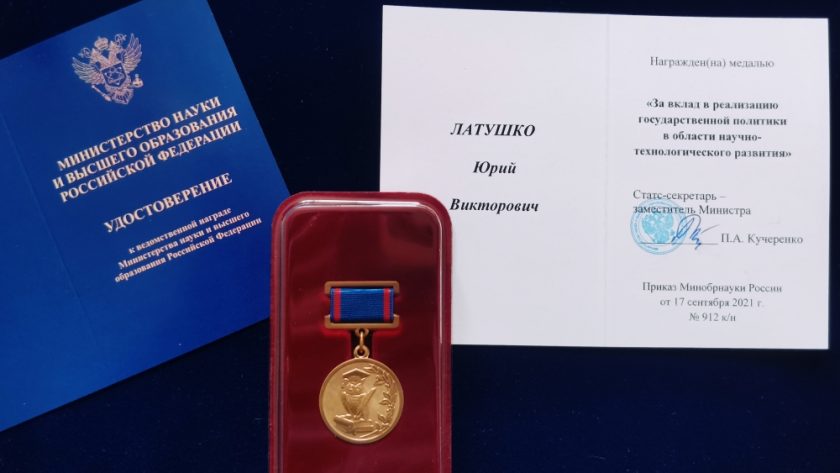 МИНИСТЕРСТВО НАУКИ
И ВЫСШЕГО ОБРАЗОВАНИЯ
РОССИЙСКОЙ ФЕДЕРАЦИИ
УДОСТОВЕРЕНИЕ
к ведомственной награде
Министерства науки и высшего
образования Российской Федерации
ЛАТУШКО
Юрий
Викторович
Награжден(на) медалью
«За вклад в реализацию
государственной политики
в области научно-
технологического развития»
Статс-секретарь –
заместитель Министра
П.А. Кучеренко
Приказ Минобрнауки России
от 17 сентября 2021 г.
№ 912 к/н